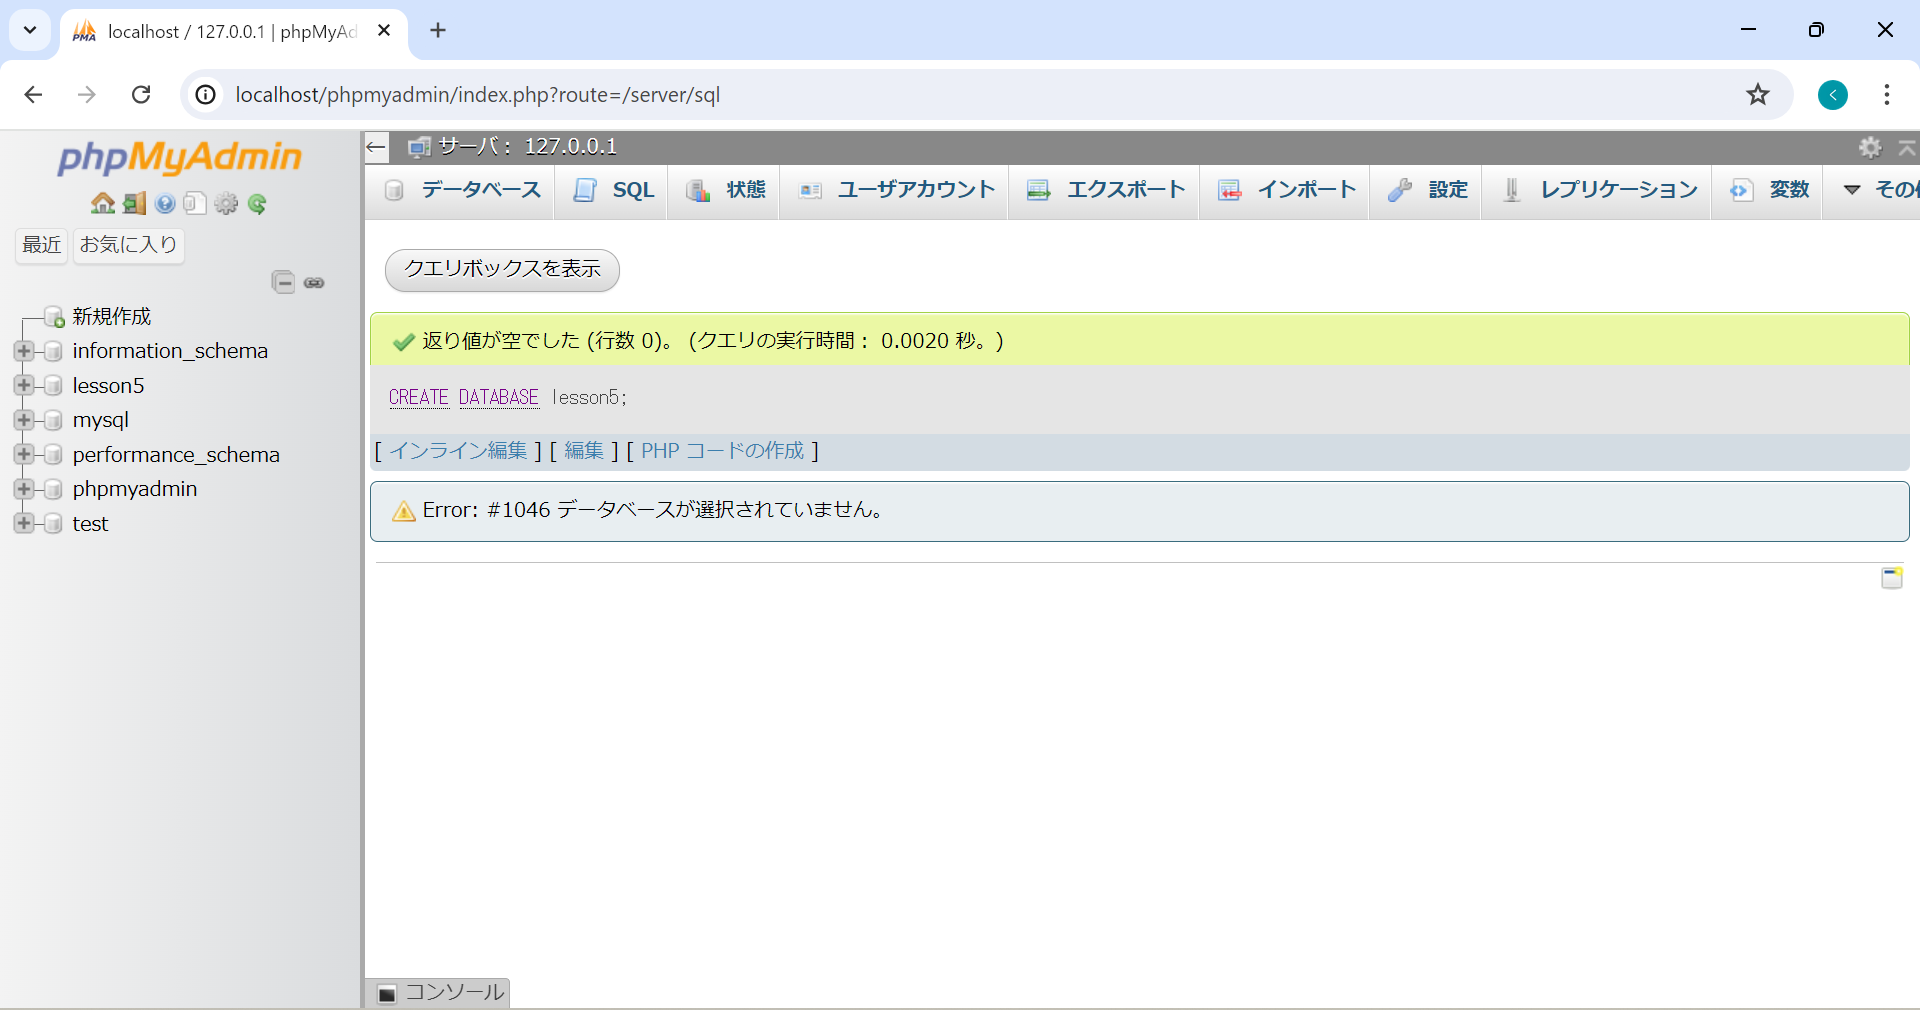 localhost / 127.0.0.1 | phpMyAd
localhost/phpmyadmin/index.php?route=/server/sql
phpMyAdmin
最近 お気に入り
新規作成
information_schema
lesson5
mysql
performance_schema
phpmyadmin
test
サーバ： 127.0.0.1
データベース SQL 状態 ユーザアカウント エクスポート インポート 設定 レプリケーション 変数 その
クエリボックスを表示
返り値が空でした (行数 0)。 (クエリの実行時間： 0.0020 秒。)
CREATE DATABASE lesson5;
[ インライン編集 ] [ 編集 ] [ PHP コードの作成 ]
Error: #1046 データベースが選択されていません。
コンソール